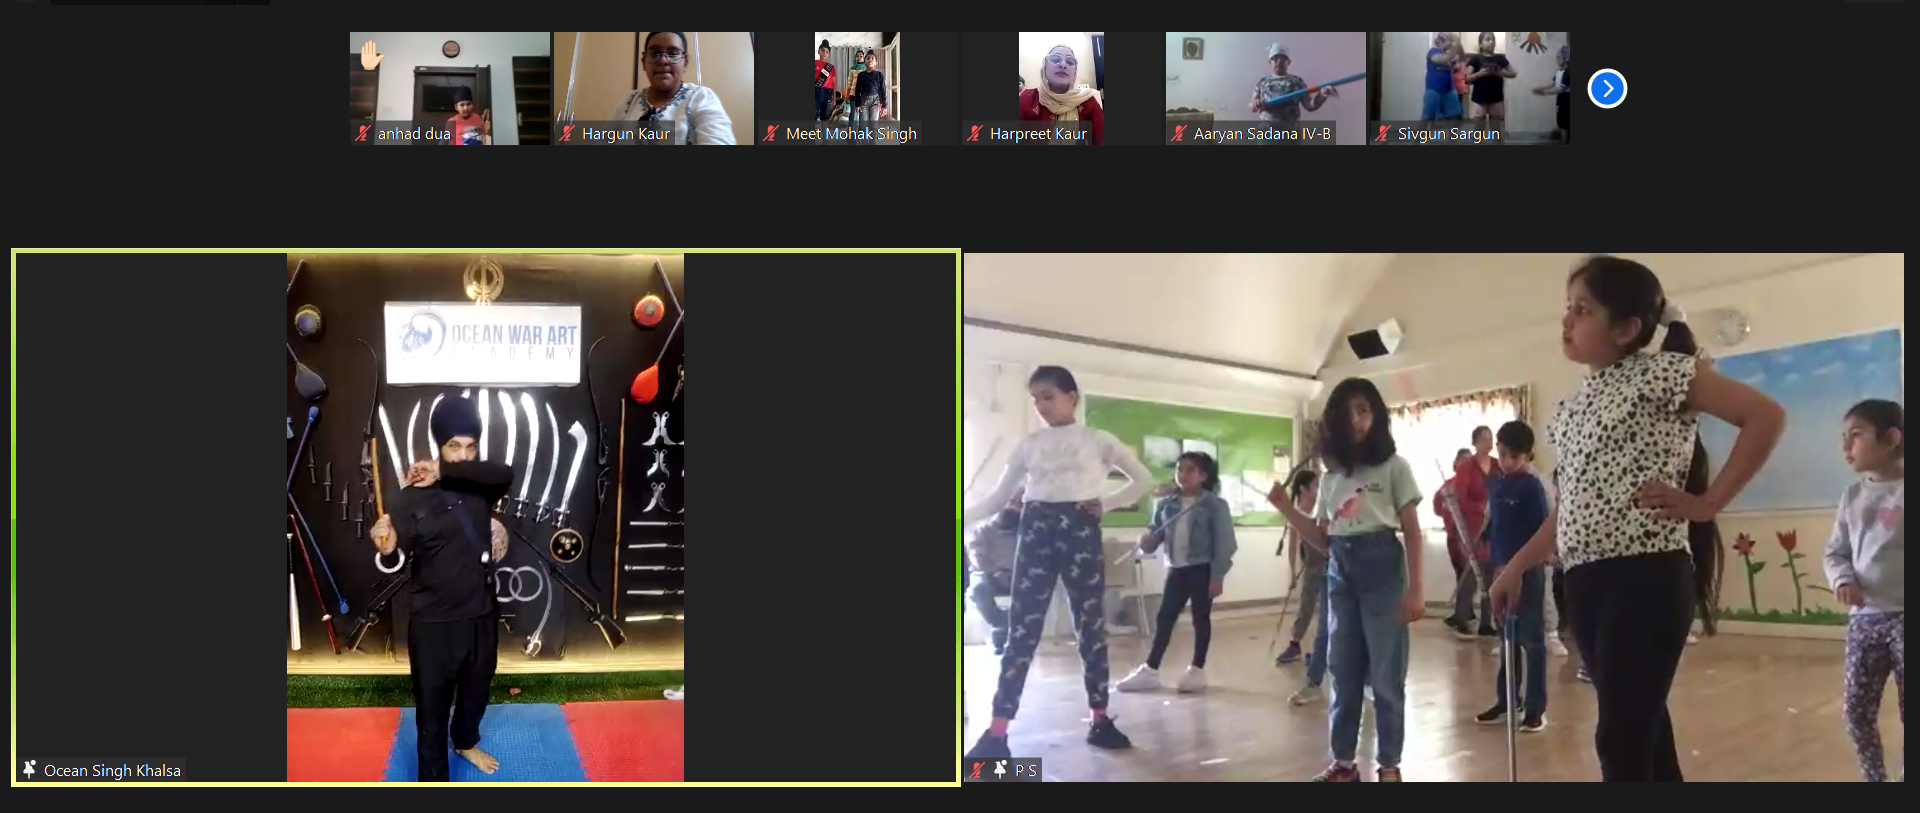 anhad dua
Hargun Kaur
Meet Mohak Singh
Harpreet Kaur
Aaryan Sadana IV-B
Sivgun Sargun
OCEAN WAR ART
ACADEMY
Ocean Singh Khalsa
P S